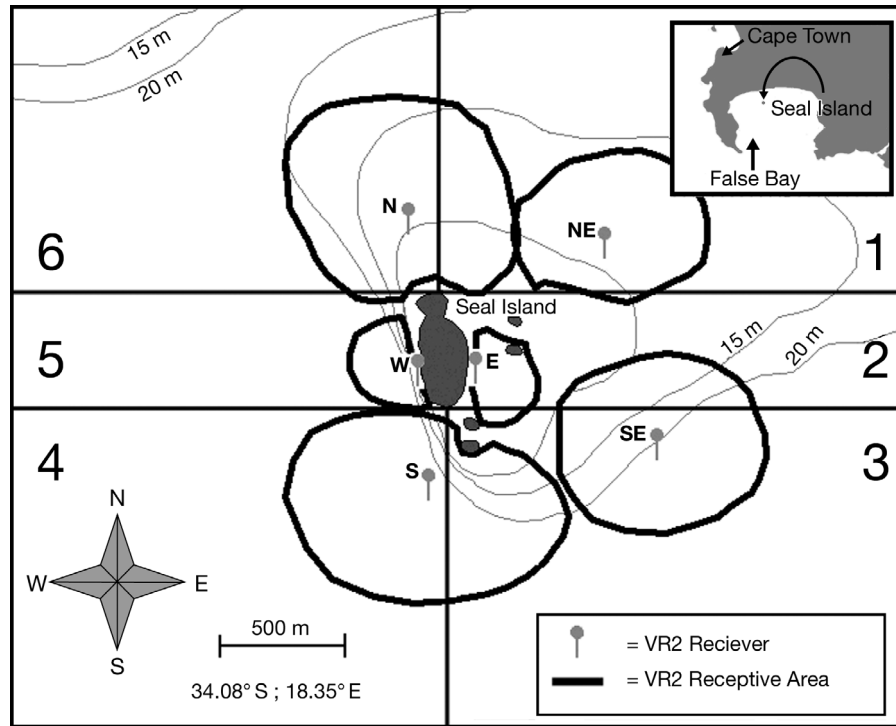 15 m
20 m
Cape Town
Seal Island
False Bay
N
NE
6
1
Seal Island
5
W
E
2
15 m
20 m
4
S
SE
3
N
W
E
S
500 m
34.08° S ; 18.35° E
= VR2 Reciever
= VR2 Receptive Area